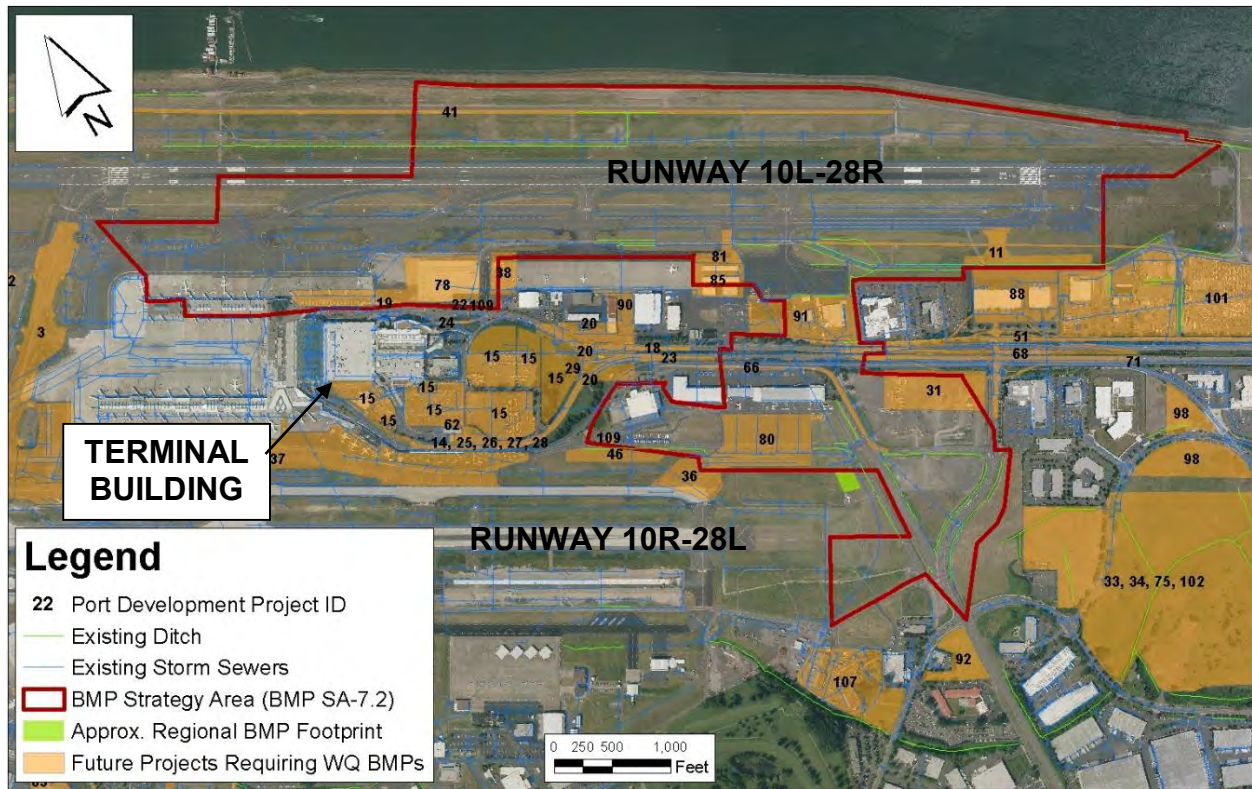 N
41
RUNWAY 10L-28R
2
3
81
11
38
78
85
88
101
19
22
109
90
91
24
20
51
15
15
20
18
23
68
71
66
29
15
20
15
31
15
15
15
98
62
109
80
98
14, 25, 26, 27, 28
46
37
36
TERMINAL
BUILDING
RUNWAY 10R-28L
33, 34, 75, 102
92
107
Legend
22 Port Development Project ID
Existing Ditch
Existing Storm Sewers
BMP Strategy Area (BMP SA-7.2)
Approx. Regional BMP Footprint
Future Projects Requiring WQ BMPs
0 250 500 1,000
Feet